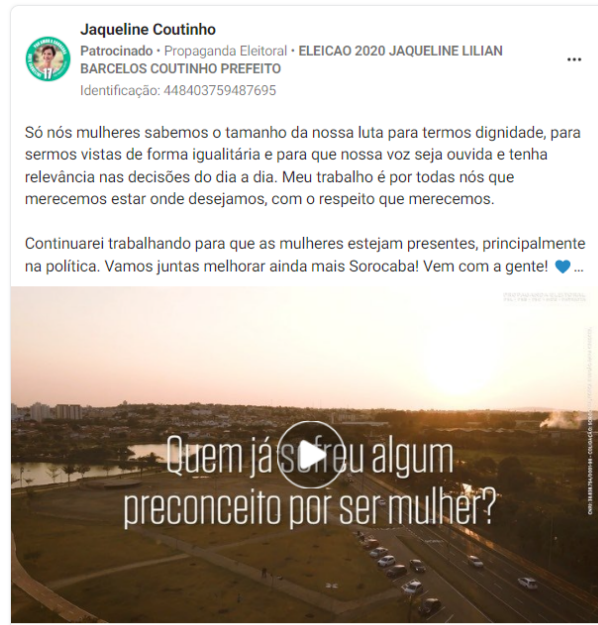 Jaqueline Coutinho
Patrocinado • Propaganda Eleitoral • ELEICAO 2020 JAQUELINE LILIAN
BARCELOS COUTINHO PREFEITO
Identificação: 448403759487695
Só nós mulheres sabemos o tamanho da nossa luta para termos dignidade, para
sermos vistas de forma igualitária e para que nossa voz seja ouvida e tenha
relevância nas decisões do dia a dia. Meu trabalho é por todas nós que
merecemos estar onde desejamos, com o respeito que merecemos.
Continuarei trabalhando para que as mulheres estejam presentes, principalmente
na política. Vamos juntas melhorar ainda mais Sorocaba! Vem com a gente! 💙 ...
Quem já sofreu algum
preconceito por ser mulher?